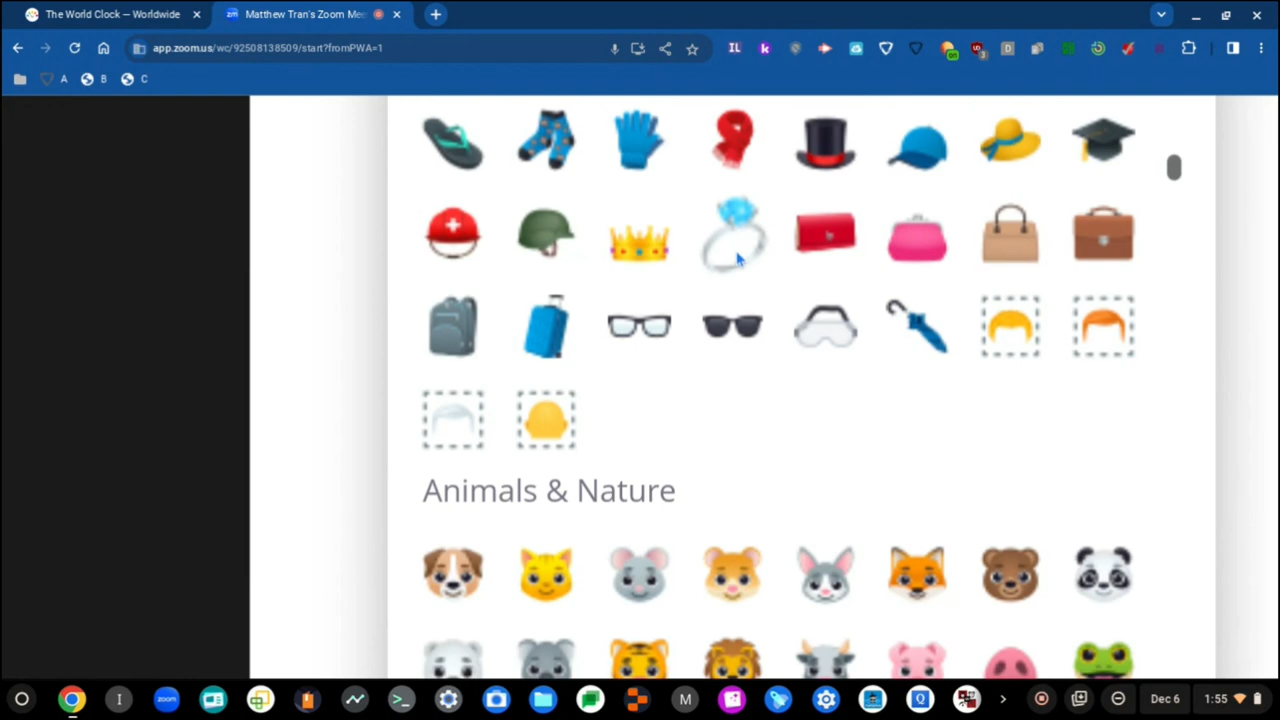 The World Clock — Worldwide
Matthew Tran's Zoom Mee
app.zoom.us/wc/92508138509/start?fromPWA=1
A
B
C
Animals & Nature
Dec 6
1:55